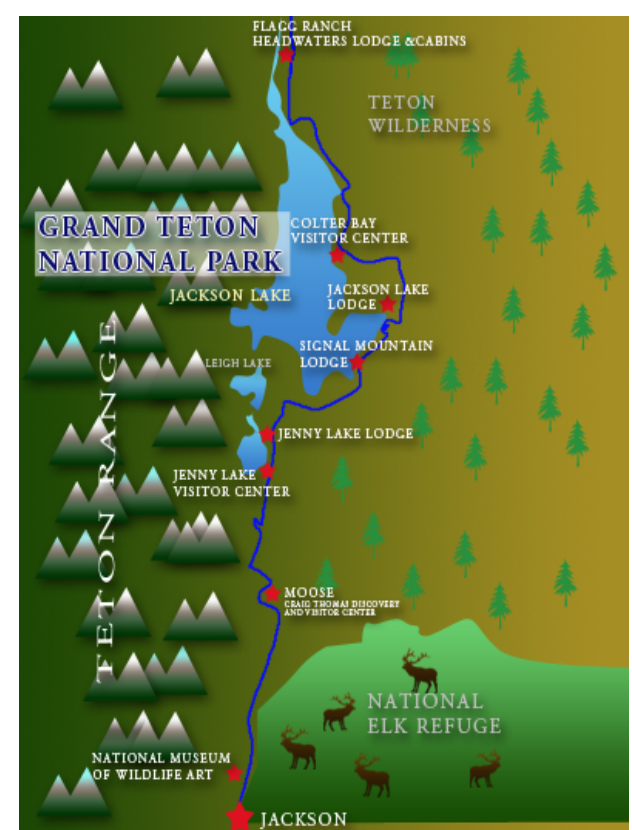 FLAGG RANCH
HEADWATERS LODGE &CABINS
TETON
WILDERNESS
GRAND TETON
NATIONAL PARK
COLTER BAY
VISITOR CENTER
JACKSON LAKE
JACKSON LAKE
LODGE
SIGNAL MOUNTAIN
LODGE
LEIGH LAKE
TETON RANGE
JENNY LAKE LODGE
JENNY LAKE
VISITOR CENTER
MOOSE
CRAIG THOMAS DISCOVERY
AND VISITOR CENTER
NATIONAL
ELK REFUGE
NATIONAL MUSEUM
OF WILDLIFE ART
JACKSON